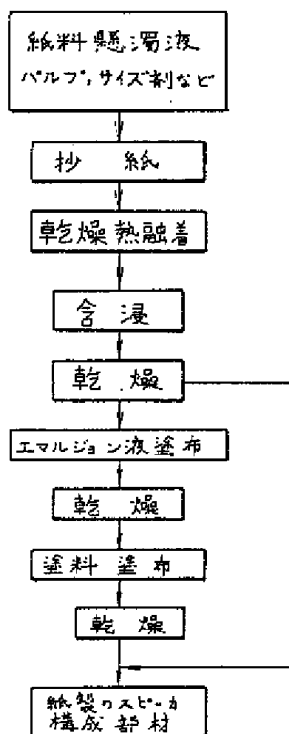 紙料懸濁液
パルプ,サイズ剤など
抄紙
乾燥熱融着
含浸
乾燥
エマルジョン液塗布
乾燥
塗料塗布
乾燥
紙製のスピーカ
構成部材